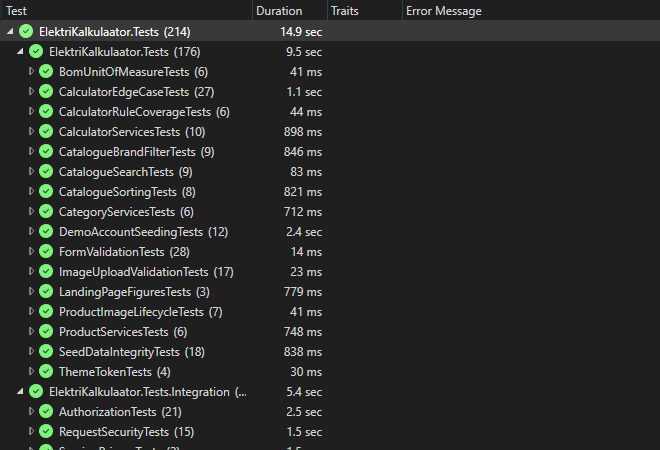 Test Duration Traits Error Message
ElektriKalkulaator.Tests (214) 14.9 sec
ElektriKalkulaator.Tests (176) 9.5 sec
BomUnitOfMeasureTests (6) 41 ms
CalculatorEdgeCaseTests (27) 1.1 sec
CalculatorRuleCoverageTests (6) 44 ms
CalculatorServicesTests (10) 898 ms
CatalogueBrandFilterTests (9) 846 ms
CatalogueSearchTests (9) 83 ms
CatalogueSortingTests (8) 821 ms
CategoryServicesTests (6) 712 ms
DemoAccountSeedingTests (12) 2.4 sec
FormValidationTests (28) 14 ms
ImageUploadValidationTests (17) 23 ms
LandingPageFiguresTests (3) 779 ms
ProductImageLifecycleTests (7) 41 ms
ProductServicesTests (6) 748 ms
SeedDataIntegrityTests (18) 838 ms
ThemeTokenTests (4) 30 ms
ElektriKalkulaator.Tests.Integration (... 5.4 sec
AuthorizationTests (21) 2.5 sec
RequestSecurityTests (15) 1.5 sec